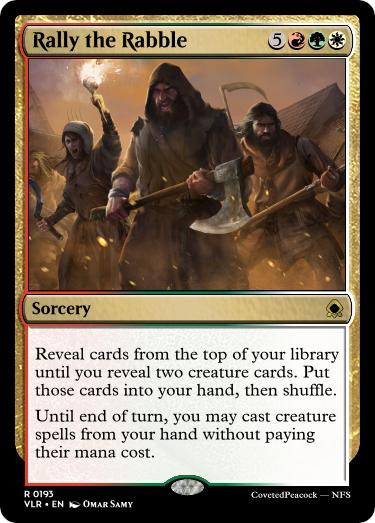 Rally the Rabble 5
Sorcery
Reveal cards from the top of your library
until you reveal two creature cards. Put
those cards into your hand, then shuffle.
Until end of turn, you may cast creature
spells from your hand without paying
their mana cost.
R 0193
VLR • EN Omar Samy
CovetedPeacock — NFS